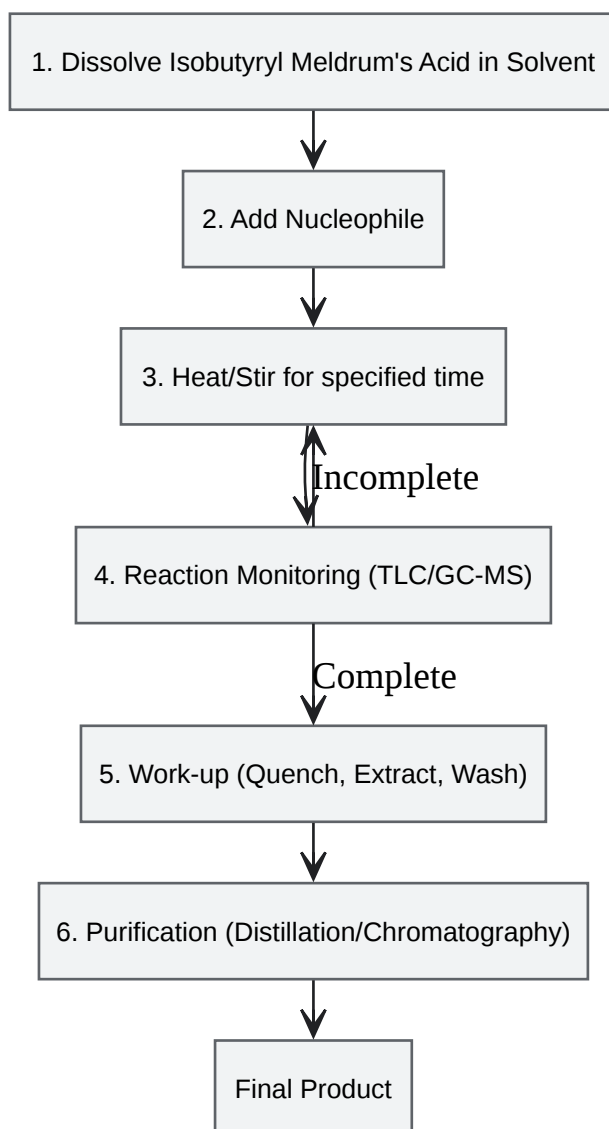 1. Dissolve Isobutyryl Meldrum's Acid in Solvent
2. Add Nucleophile
3. Heat/Stir for specified time
Incomplete
4. Reaction Monitoring (TLC/GC-MS)
Complete
5. Work-up (Quench, Extract, Wash)
6. Purification (Distillation/Chromatography)
Final Product